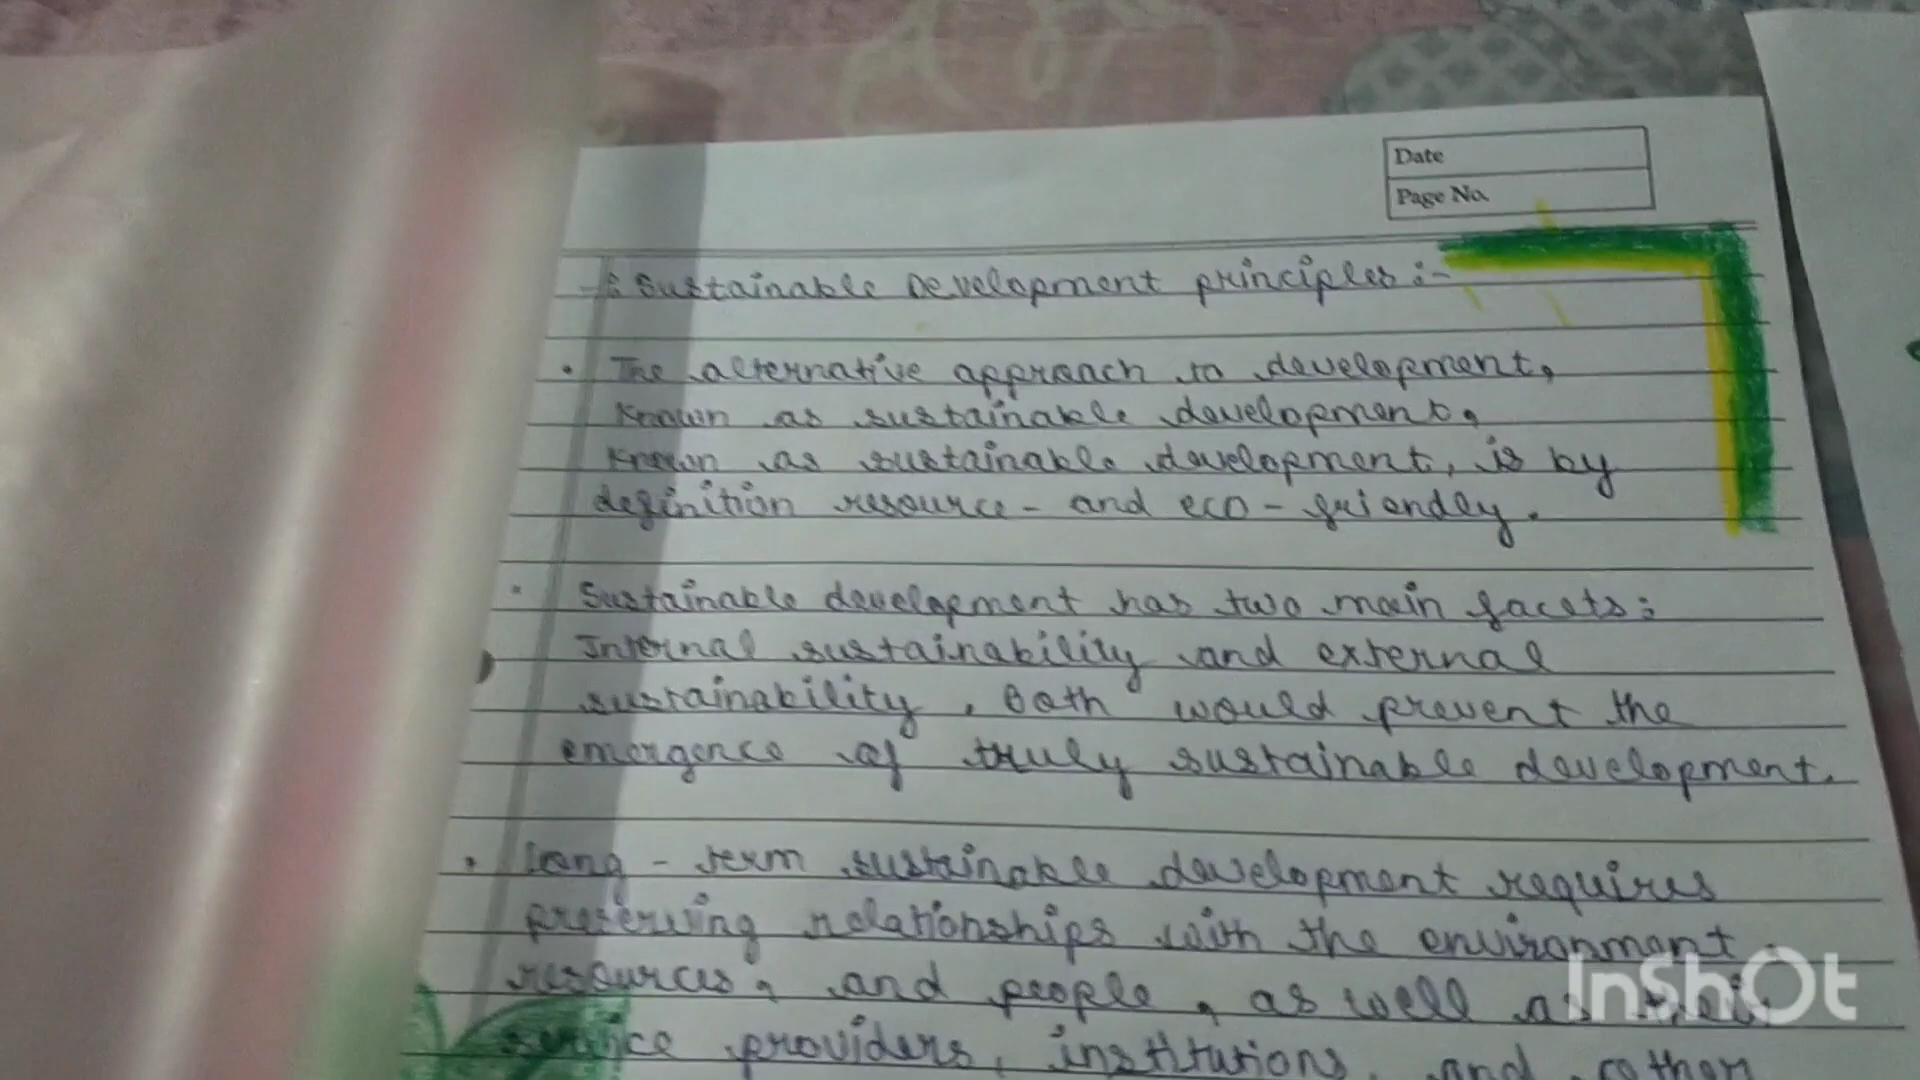 Date
Page No.
-: Sustainable Development principles :-
• The alternative approach to development,
Known as sustainable development,
Known as sustainable development, is by
definition resource - and eco - friendly.
• Sustainable development has two main facets:
Internal sustainability and external
sustainability, Both would prevent the
emergence of truly sustainable development.
• Long - term sustainable development requires
preserving relationships with the environment.
resources, and people, as well as their
service providers, institutions, and other
InShOt